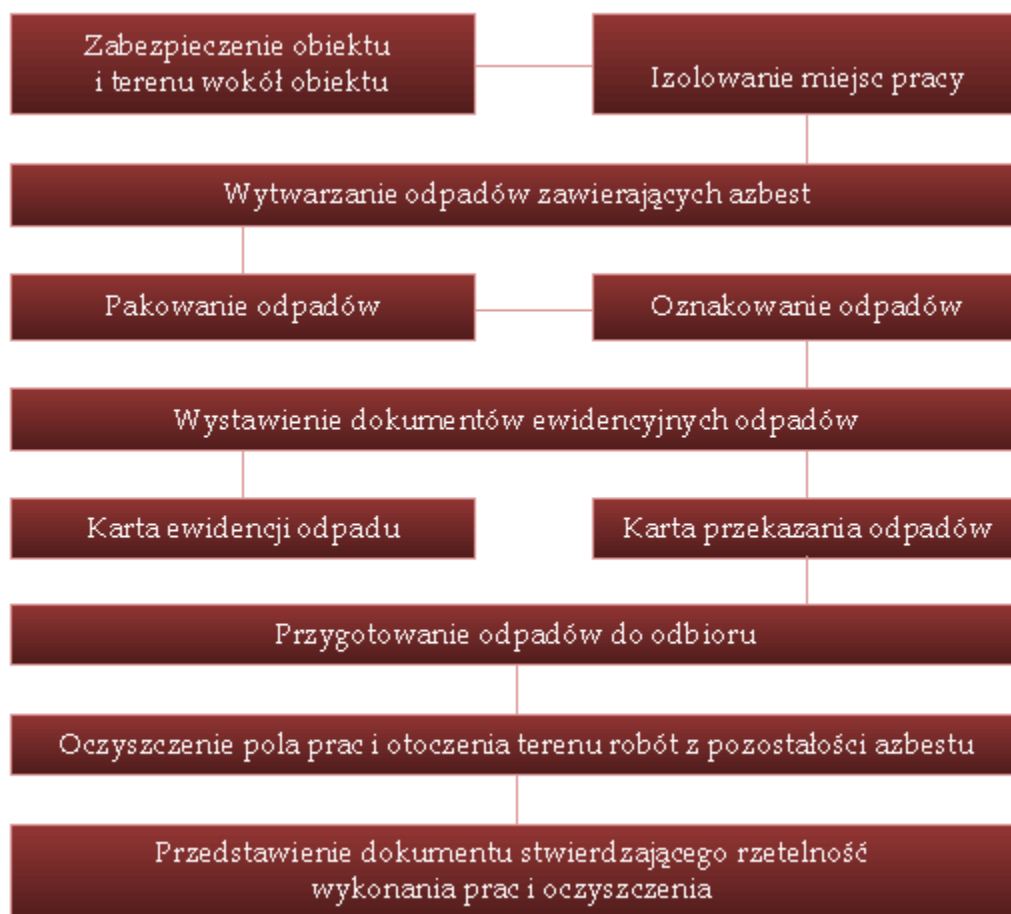 Zabezpieczenie obiektu
i terenu wokół obiektu
Izolowanie miejsc pracy
Wytwarzanie odpadów zawierających azbest
Pakowanie odpadów
Oznakowanie odpadów
Wystawienie dokumentów ewidencyjnych odpadów
Karta ewidencji odpadu
Karta przekazania odpadów
Przygotowanie odpadów do odbioru
Oczyszczenie pola prac i otoczenia terenu robót z pozostałości azbestu
Przedstawienie dokumentu stwierdzającego rzetelność
wykonania prac i oczyszczenia